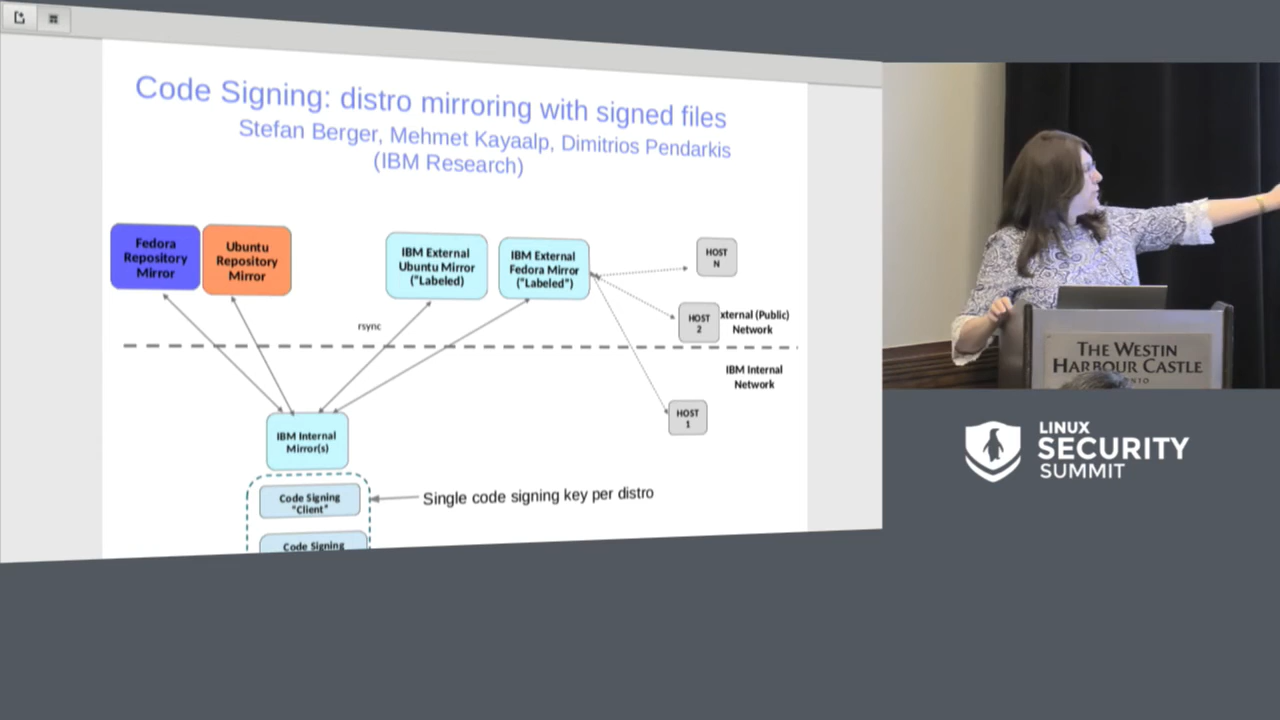 Code Signing: distro mirroring with signed files
Stefan Berger, Mehmet Kayaalp, Dimitrios Pendarkis
(IBM Research)
Fedora
Repository
Mirror
Ubuntu
Repository
Mirror
IBM External
Ubuntu Mirror
("Labeled)
IBM External
Fedora Mirror
("Labeled")
HOST
N
HOST
2
xternal (Public)
Network
rsync
IBM Internal
Network
HOST
1
IBM Internal
Mirror(s)
Code Signing
"Client"
Single code signing key per distro
Code Signing
THE WESTIN
HARBOUR CASTLE
LINUX
SECURITY
SUMMIT